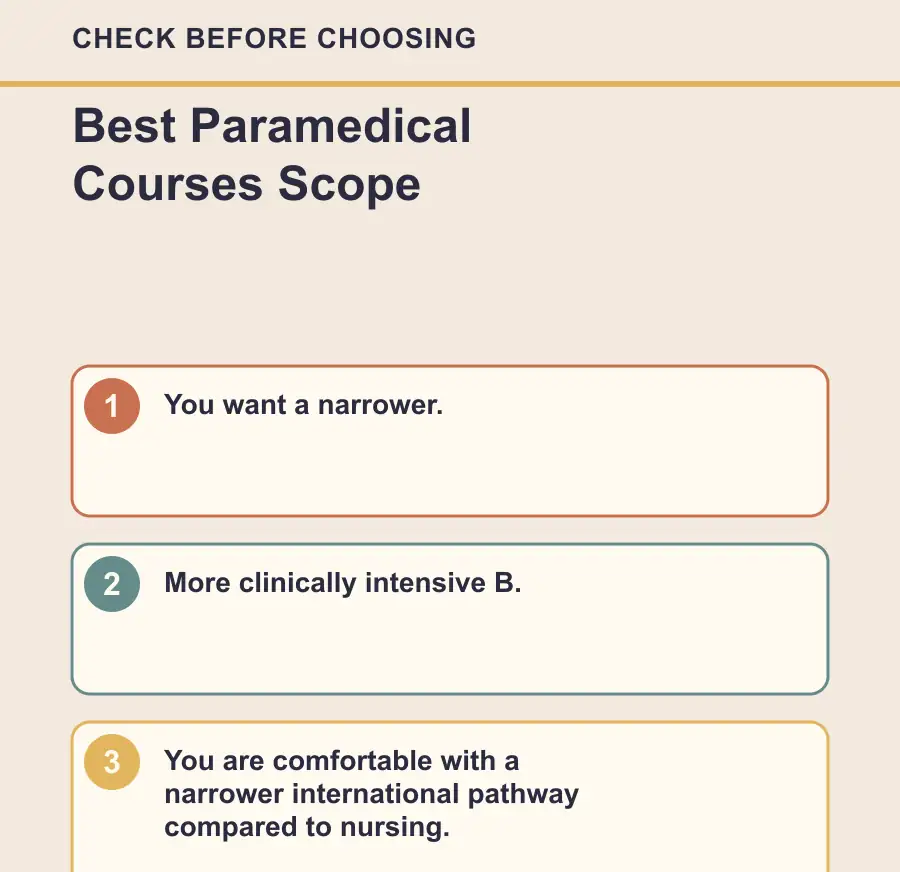 CHECK BEFORE CHOOSING
Best Paramedical
Courses Scope
1
You want a narrower.
2
More clinically intensive B.
3
You are comfortable with a
narrower international pathway
compared to nursing.